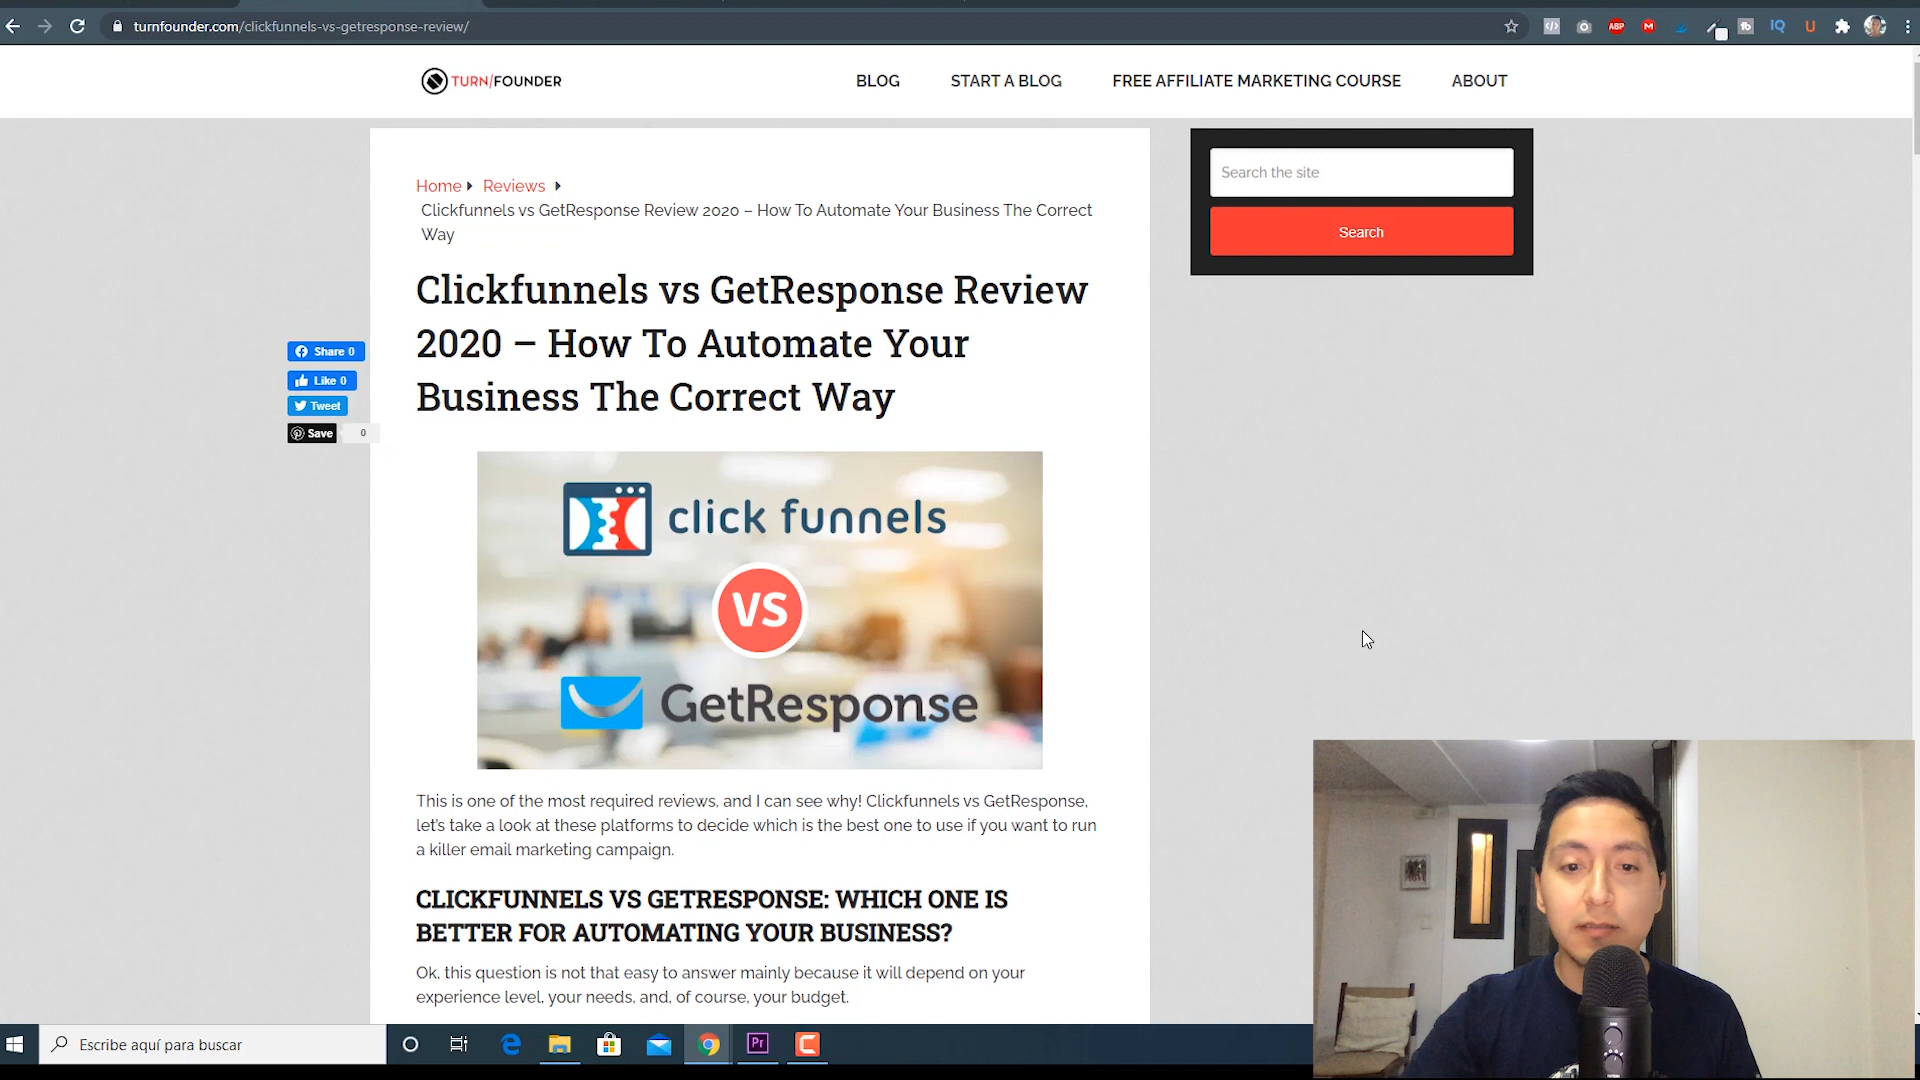 turnfounder.com/clickfunnels-vs-getresponse-review/
ABP
M
IQ
U
TURN/FOUNDER
BLOG
START A BLOG
FREE AFFILIATE MARKETING COURSE
ABOUT
Home
Reviews
Clickfunnels vs GetResponse Review 2020 – How To Automate Your Business The Correct
Way
Search the site
Search
Clickfunnels vs GetResponse Review
2020 – How To Automate Your
Business The Correct Way
Share 0
Like 0
Tweet
Save
0
click funnels
VS
GetResponse
This is one of the most required reviews, and I can see why! Clickfunnels vs GetResponse,
let's take a look at these platforms to decide which is the best one to use if you want to run
a killer email marketing campaign.
CLICKFUNNELS VS GETRESPONSE: WHICH ONE IS
BETTER FOR AUTOMATING YOUR BUSINESS?
Ok, this question is not that easy to answer mainly because it will depend on your
experience level, your needs, and, of course, your budget.
Escribe aquí para buscar
Pr